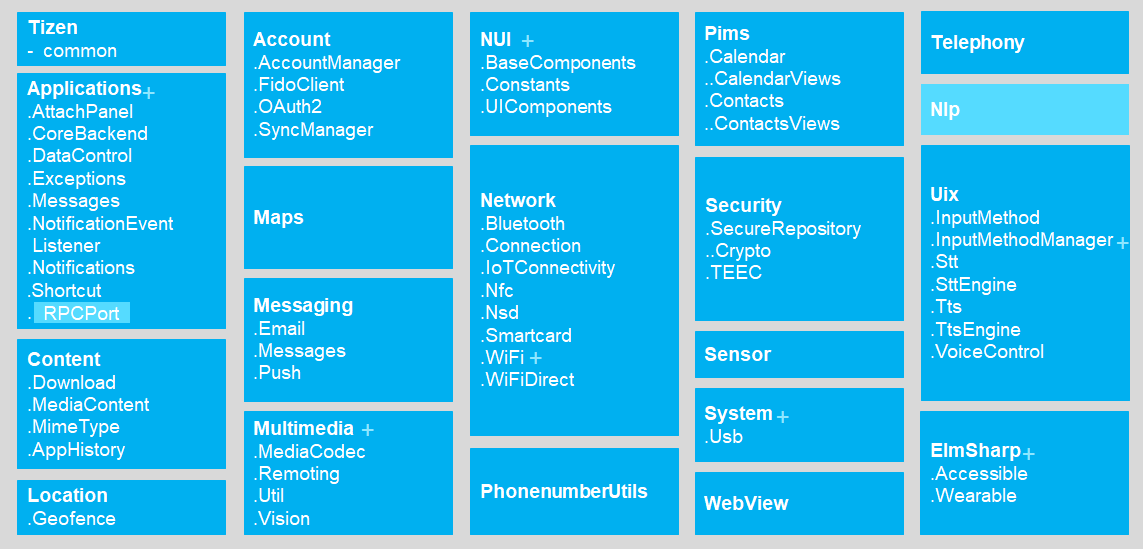 Tizen
- common
Applications+
.AttachPanel
.CoreBackend
.DataControl
.Exceptions
.Messages
.NotificationEvent
Listener
.Notifications
.Shortcut
. RPCPort
Content
.Download
.MediaContent
.MimeType
.AppHistory
Location
.Geofence
Account
.AccountManager
.FidoClient
.OAuth2
.SyncManager
Maps
Messaging
.Email
.Messages
.Push
Multimedia +
.MediaCodec
.Remoting
.Util
.Vision
NUI +
.BaseComponents
.Constants
.UIComponents
Network
.Bluetooth
.Connection
.IoTConnectivity
.Nfc
.Nsd
.Smartcard
.WiFi +
.WiFiDirect
PhonenumberUtils
Pims
.Calendar
..CalendarViews
.Contacts
..ContactsViews
Security
.SecureRepository
..Crypto
.TEEC
Sensor
System+
.Usb
WebView
Telephony
Nlp
Uix
.InputMethod
.InputMethodManager+
.Stt
.SttEngine
.Tts
.TtsEngine
.VoiceControl
ElmSharp+
.Accessible
.Wearable